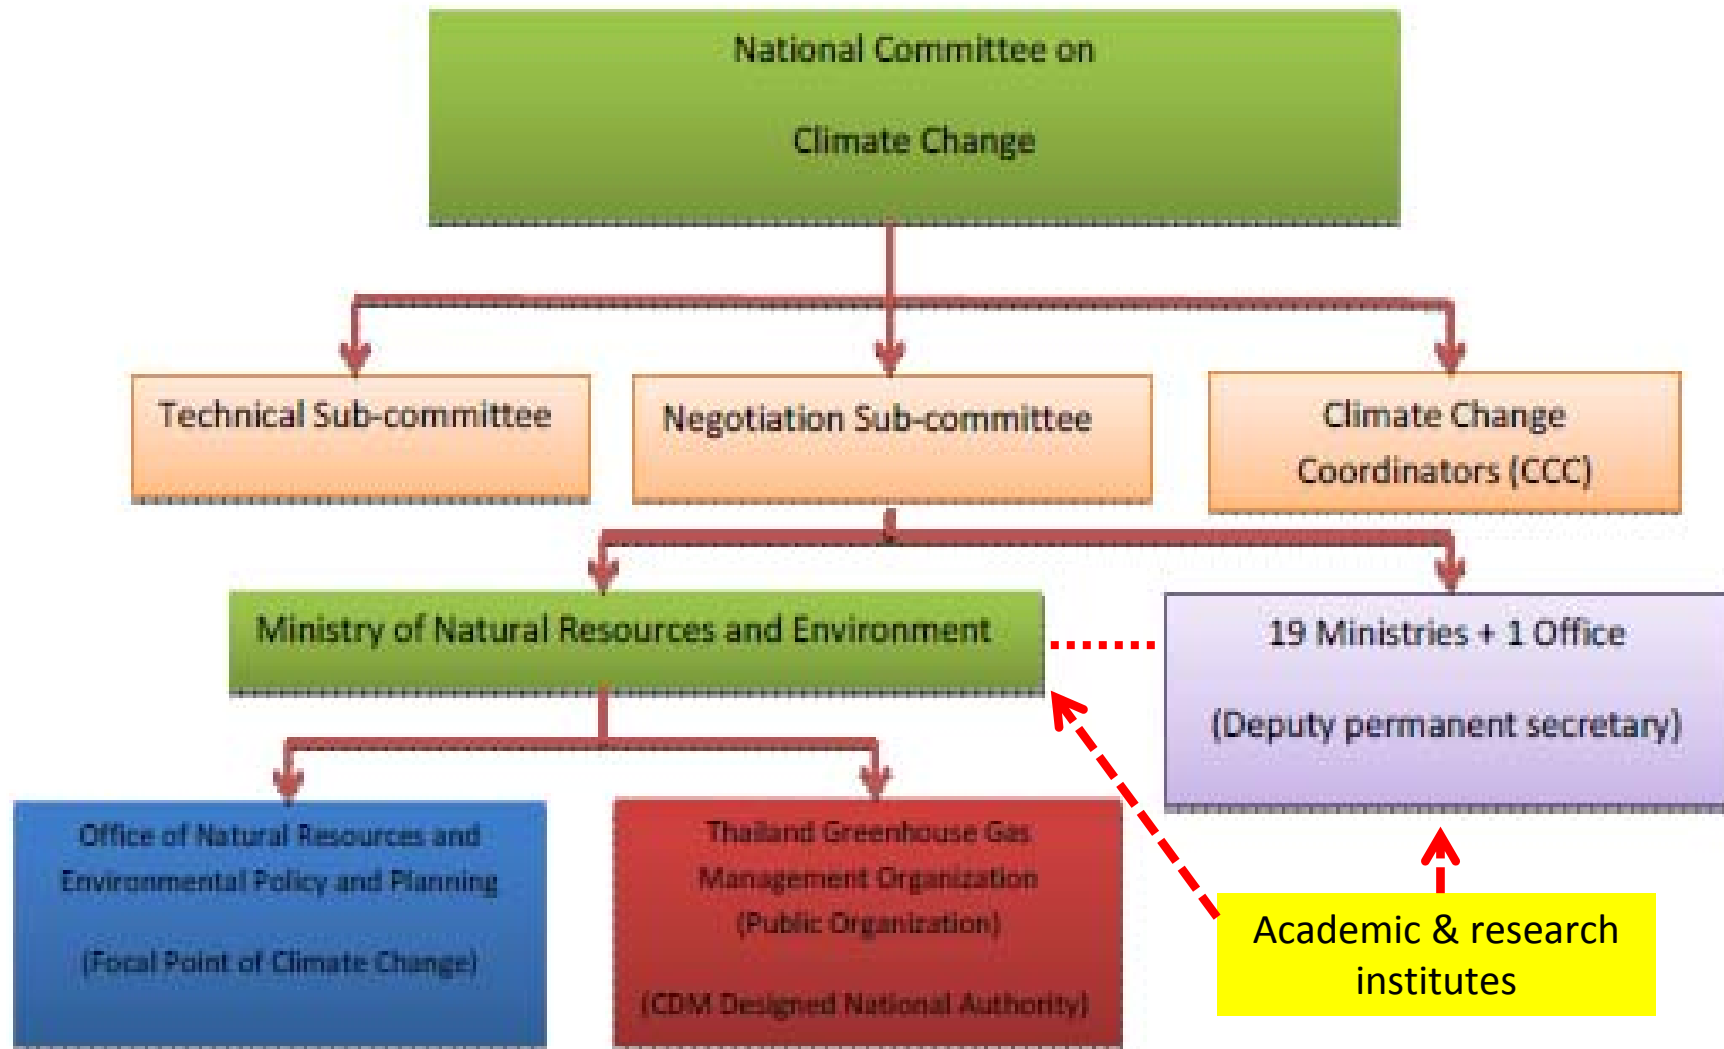 National Committee on
Climate Change
Technical Sub-committee
Negotiation Sub-committee
Climate Change
Coordinators (CCC)
Ministry of Natural Resources and Environment
19 Ministries + 1 Office
(Deputy permanent secretary)
Office of Natural Resources and
Environmental Policy and Planning
(Focal Point of Climate Change)
Thailand Greenhouse Gas
Management Organization
(Public Organization)
(CDM Designed National Authority)
Academic & research
institutes